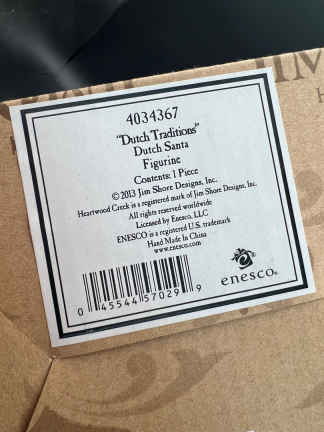 4034367
"Dutch Traditions"
Dutch Santa
Figurine
Contents: 1 Piece
© 2013 Jim Shore Designs, Inc.
Heartwood Creek is a registered mark of Jim Shore Designs, Inc.
All rights reserved worldwide
Licensed by Enesco, LLC
ENESCO is a registered U.S. trademark
Hand Made In China
www.enesco.com
0 45544 57029 9
enesco®